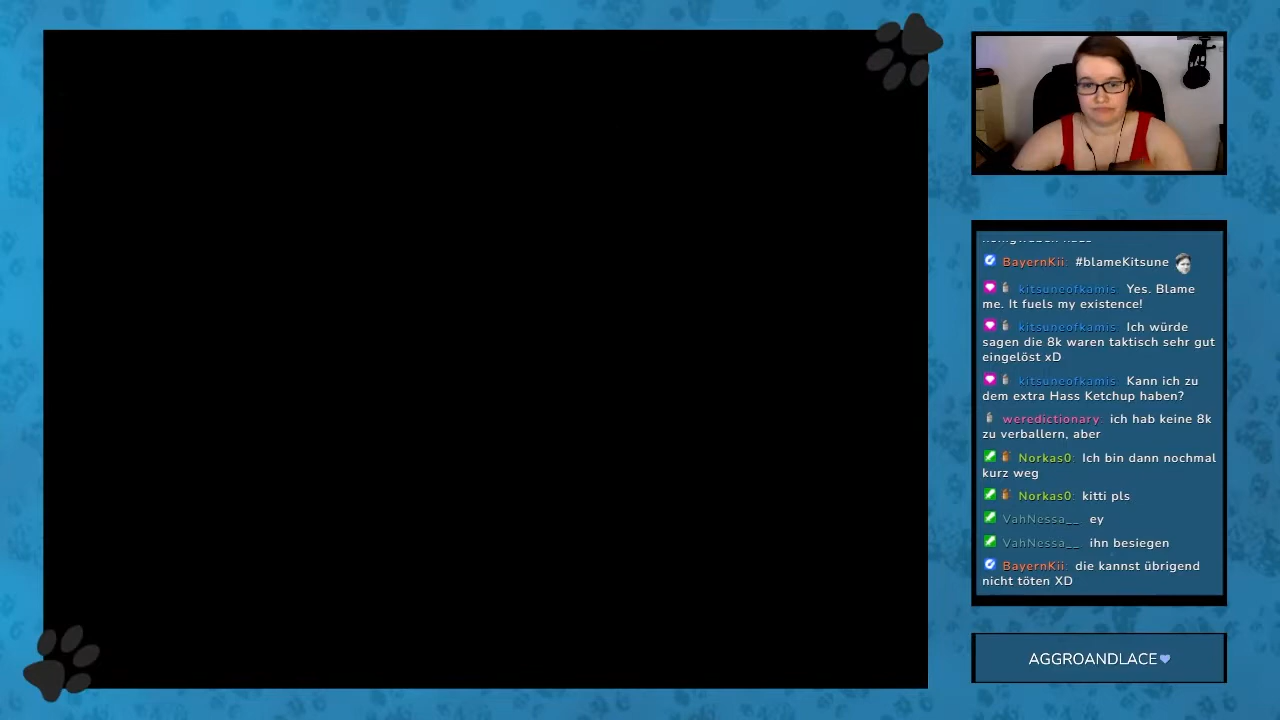 BayernKii: #blameKitsune
kitsuneofkamis: Yes. Blame
me. It fuels my existence!
kitsuneofkamis: Ich würde
sagen die 8k waren taktisch sehr gut
eingelöst xD
kitsuneofkamis: Kann ich zu
dem extra Hass Ketchup haben?
weredictionary: ich hab keine 8k
zu verballern, aber
Norkas0: Ich bin dann nochmal
kurz weg
Norkas0: kitti pls
VahNessa__: ey
VahNessa__: ihn besiegen
BayernKii: die kannst übrigend
nicht töten XD
AGGROANDLACE